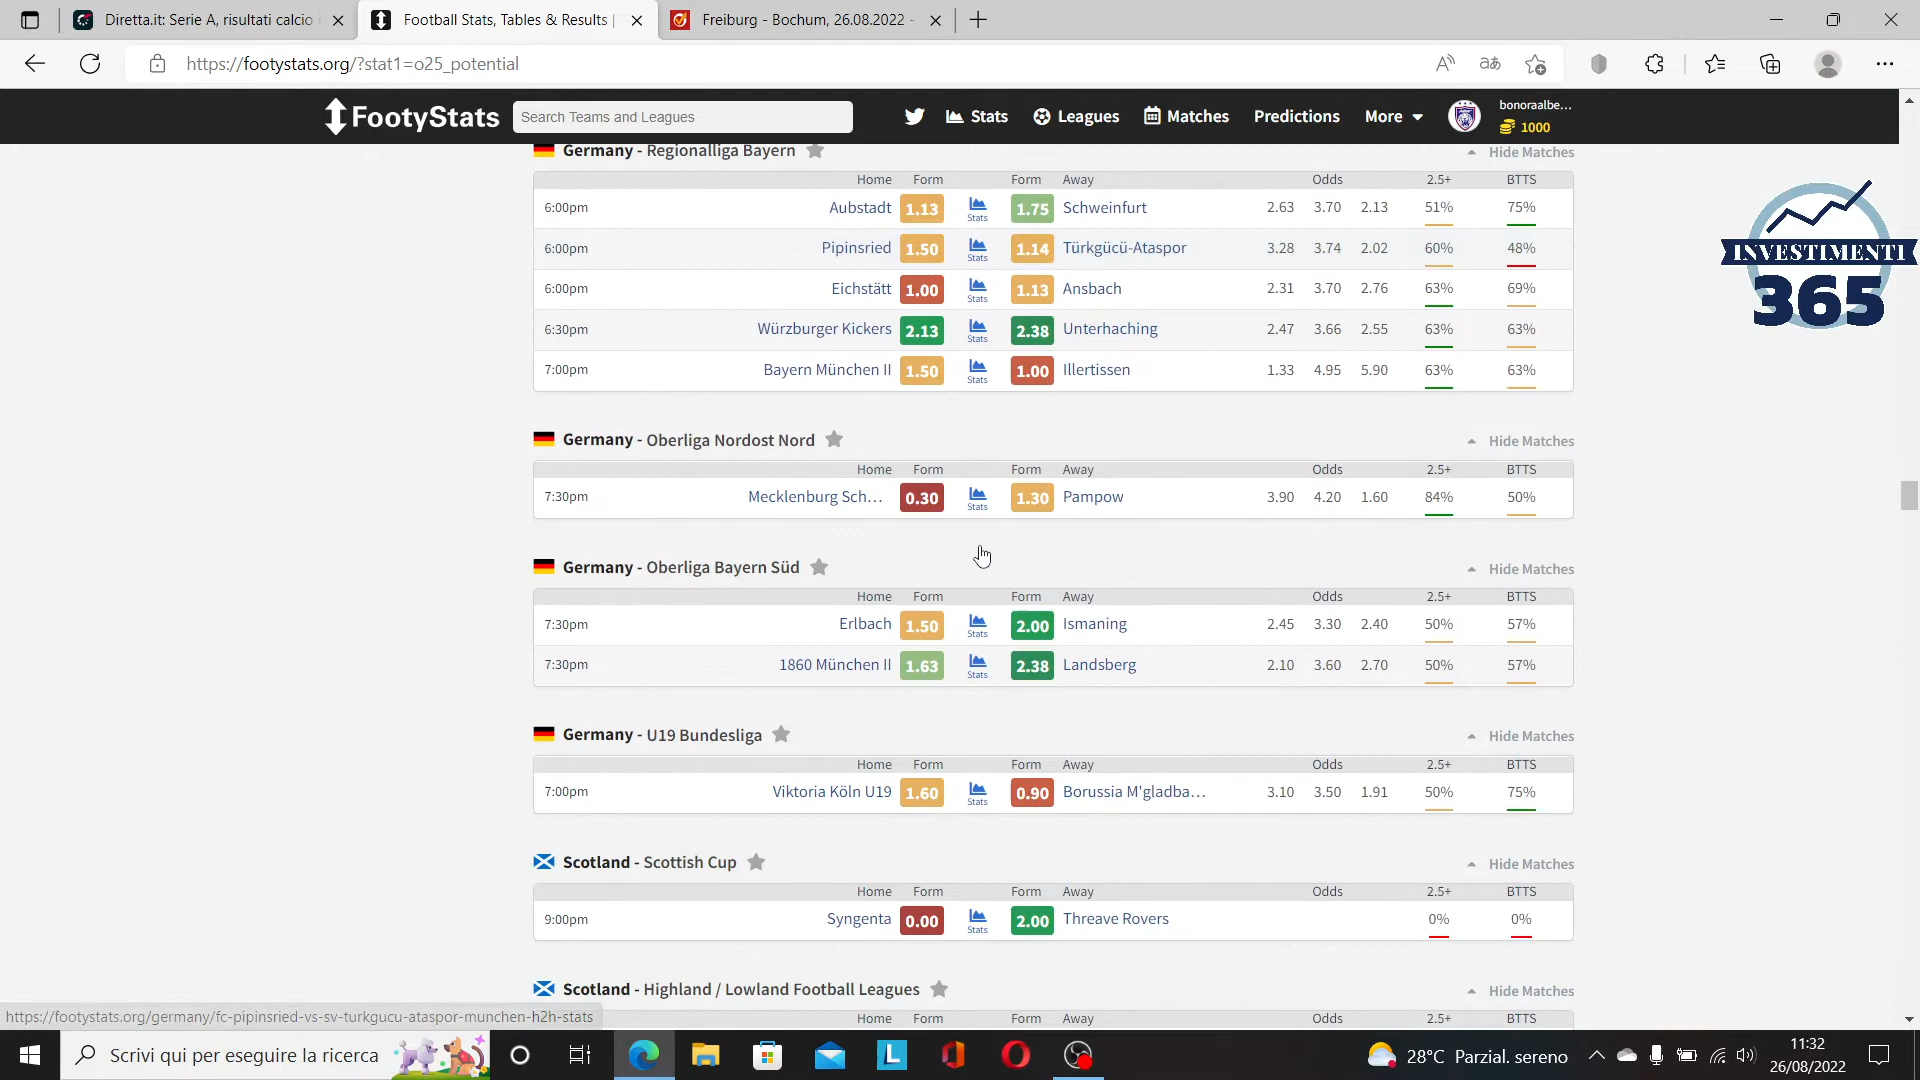 Diretta.it: Serie A, risultati calcio i
Football Stats, Tables & Results |
Freiburg - Bochum, 26.08.2022 -
https://footystats.org/?stat1=o25_potential
FootyStats
Search Teams and Leagues
Stats
Leagues
Matches
Predictions
More
bonoraalbe...
1000
Germany - Regionalliga Bayern
Hide Matches
Home Form Form Away Odds 2.5+ BTTS
6:00pm Aubstadt 1.13 Stats 1.75 Schweinfurt 2.63 3.70 2.13 51% 75%
6:00pm Pipinsried 1.50 Stats 1.14 Türkgücü-Ataspor 3.28 3.74 2.02 60% 48%
6:00pm Eichstätt 1.00 Stats 1.13 Ansbach 2.31 3.70 2.76 63% 69%
6:30pm Würzburger Kickers 2.13 Stats 2.38 Unterhaching 2.47 3.66 2.55 63% 63%
7:00pm Bayern München II 1.50 Stats 1.00 Illertissen 1.33 4.95 5.90 63% 63%
Germany - Oberliga Nordost Nord
Hide Matches
Home Form Form Away Odds 2.5+ BTTS
7:30pm Mecklenburg Sch... 0.30 Stats 1.30 Pampow 3.90 4.20 1.60 84% 50%
Germany - Oberliga Bayern Süd
Hide Matches
Home Form Form Away Odds 2.5+ BTTS
7:30pm Erlbach 1.50 Stats 2.00 Ismaning 2.45 3.30 2.40 50% 57%
7:30pm 1860 München II 1.63 Stats 2.38 Landsberg 2.10 3.60 2.70 50% 57%
Germany - U19 Bundesliga
Hide Matches
Home Form Form Away Odds 2.5+ BTTS
7:00pm Viktoria Köln U19 1.60 Stats 0.90 Borussia M'gladba... 3.10 3.50 1.91 50% 75%
Scotland - Scottish Cup
Hide Matches
Home Form Form Away Odds 2.5+ BTTS
9:00pm Syngenta 0.00 Stats 2.00 Threave Rovers 0% 0%
Scotland - Highland / Lowland Football Leagues
Hide Matches
Home Form Form Away Odds 2.5+ BTTS
INVESTIMENTI
365
https://footystats.org/germany/fc-pipinsried-vs-sv-turkgucu-ataspor-munchen-h2h-stats
Scrivi qui per eseguire la ricerca
28°C Parzial. sereno
11:32
26/08/2022